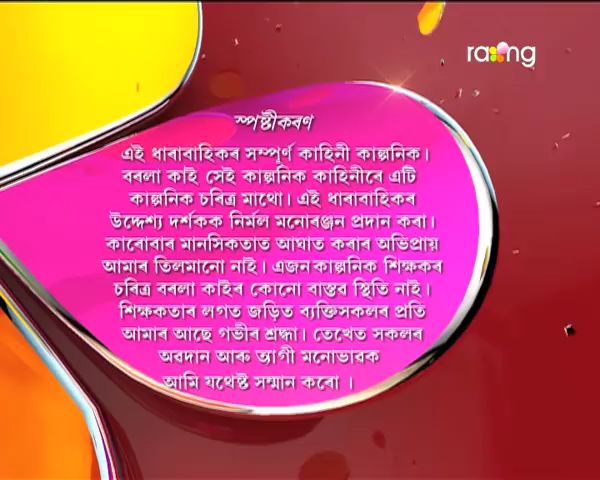 rang
স্পষ্টীকৰণ
এই ধাৰাবাহিকৰ সম্পূৰ্ণ কাহিনী কাল্পনিক।
বৰলা কাই সেই কাল্পনিক কাহিনীৰে এটি
কাল্পনিক চৰিত্ৰ মাথো। এই ধাৰাবাহিকৰ
উদ্দেশ্য দৰ্শকক নিৰ্মল মনোৰঞ্জন প্ৰদান কৰা।
কাৰোবাৰ মানসিকতাত আঘাত কৰাৰ অভিপ্ৰায়
আমাৰ তিলমানো নাই। এজন কাল্পনিক শিক্ষকৰ
চৰিত্ৰ বৰলা কাইৰ কোনো বাস্তৱ স্থিতি নাই।
শিক্ষকতাৰ লগত জড়িত ব্যক্তিসকলৰ প্ৰতি
আমাৰ আছে গভীৰ শ্ৰদ্ধা। তেখেত সকলৰ
অৱদান আৰু ত্যাগী মনোভাৱক
আমি যথেষ্ট সন্মান কৰো ।